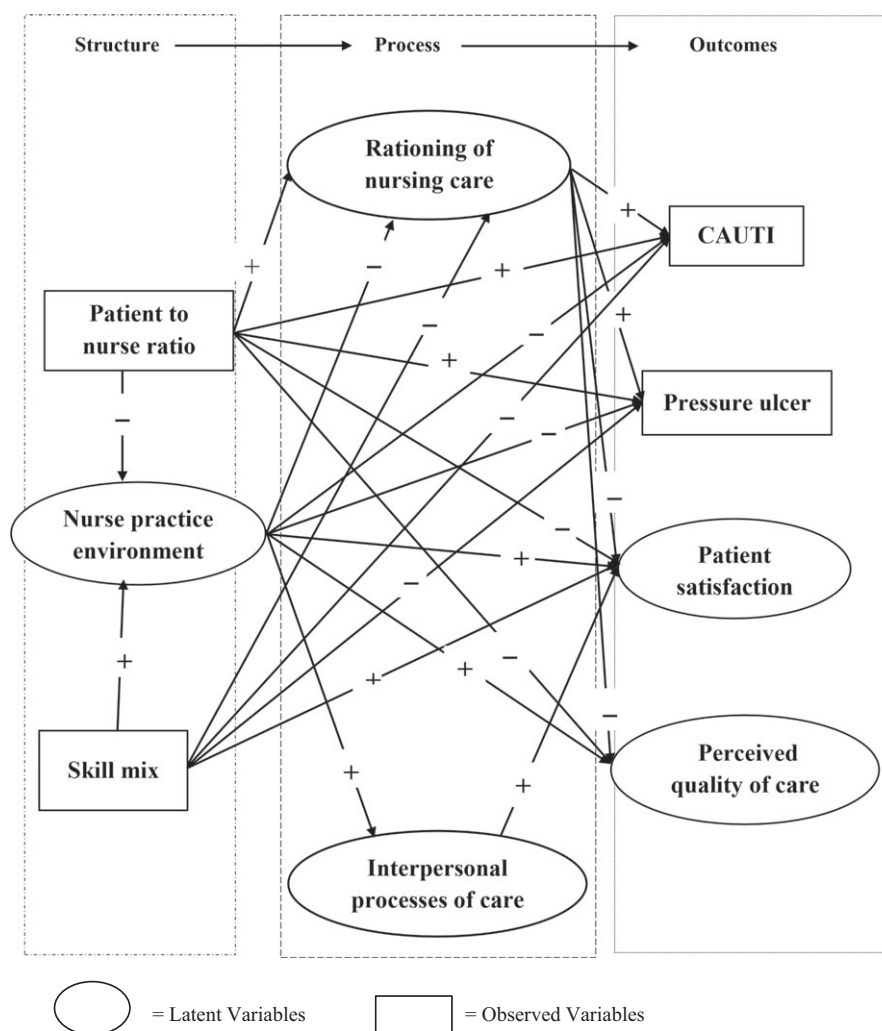 Structure
Process
Outcomes
Rationing of
nursing care
CAUTI
Patient to
nurse ratio
Pressure ulcer
Nurse practice
environment
Patient
satisfaction
Skill mix
Perceived
quality of care
Interpersonal
processes of care
+
+
+
−
−
−
+
+
−
−
−
−
−
+
−
+
+
−
+
−
−
+
+
= Latent Variables
= Observed Variables